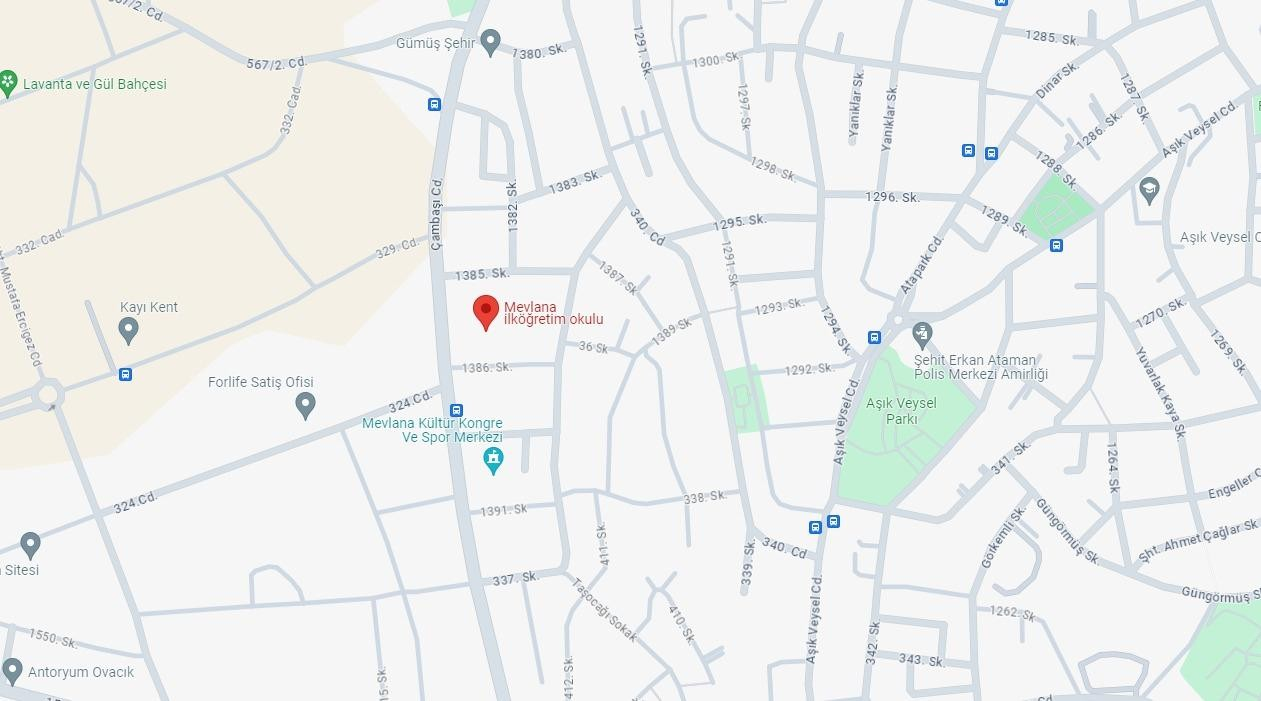 567/2. Cd.
Gümüş Şehir
1380. Sk.
1291. Sk.
1300. Sk.
1285. Sk.
567/2. Cd.
Lavanta ve Gül Bahçesi
332. Cad.
1297. Sk
Yanıklar Sk.
Yanıklar Sk.
Dinar Sk.
1287. Sk.
1286. Sk.
Aşık Veysel Cd.
1298. Sk.
1288. Sk.
1383. Sk.
1382. Sk.
Çambaşı Cd
1296. Sk.
1289. Sk.
340. Cd
1295. Sk.
332. Cad.
329. Cd.
1291. Sk.
Atapark Cd.
Aşık Veysel
1385. Sk.
1387. Sk
Mustafa Ercigez Cd
Kayı Kent
Mevlana
ilköğretim okulu
1293. Sk.
1294. Sk.
1270. Sk.
1269. Sk.
36 Sk
1389 Sk
Şehit Erkan Ataman
Polis Merkezi Amirliği
Yuvarlak Kaya Sk.
1386. Sk.
1292. Sk.
Forlife Satiş Ofisi
324. Cd.
Aşık Veysel
Parkı
Aşık Veysel Cd.
Mevlana Kültür Kongre
Ve Spor Merkezi
341. Sk.
1264. Sk
Engeller
324. Cd.
338. Sk.
1391. Sk
411. Sk
Görkemli Sk.
Güngörmüş Sk.
Şht. Ahmet Çağlar Sk
340. Cd
339. Sk.
Sitesi
337. Sk.
Taşocağı Sokak
410. Sk.
Aşık Veysel Cd.
Güngörmüş
1262. Sk
342. Sk.
343. Sk.
1550. Sk.
Antoryum Ovacık
15. Sk.
412. Sk.
Cd